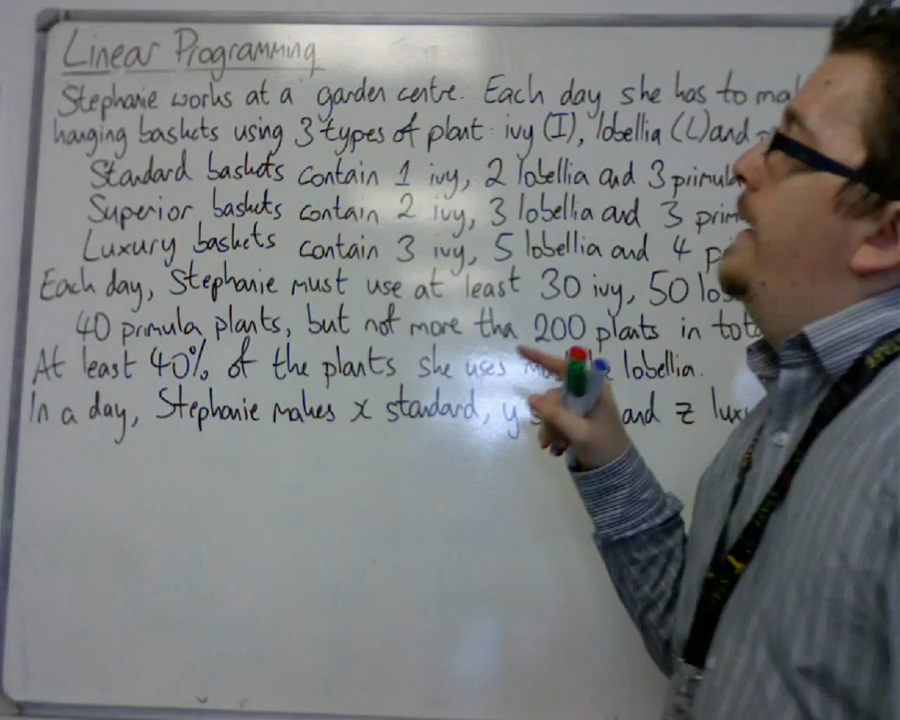 Linear Programming
Stephanie works at a garden centre. Each day she has to
hanging baskets using 3 types of plant: ivy (I), lobellia (L) and
Standard baskets contain 1 ivy, 2 lobellia and 3
Superior baskets contain 2 ivy, 3 lobellia and 3
Luxury baskets contain 3 ivy, 5 lobellia and 4
Each day, Stephanie must use at least 30 ivy, 50
40 primula plants, but not more tha 200 plants in
At least 40% of the plants she uses lobellia.
In a day, Stephanie makes x standard, y and z